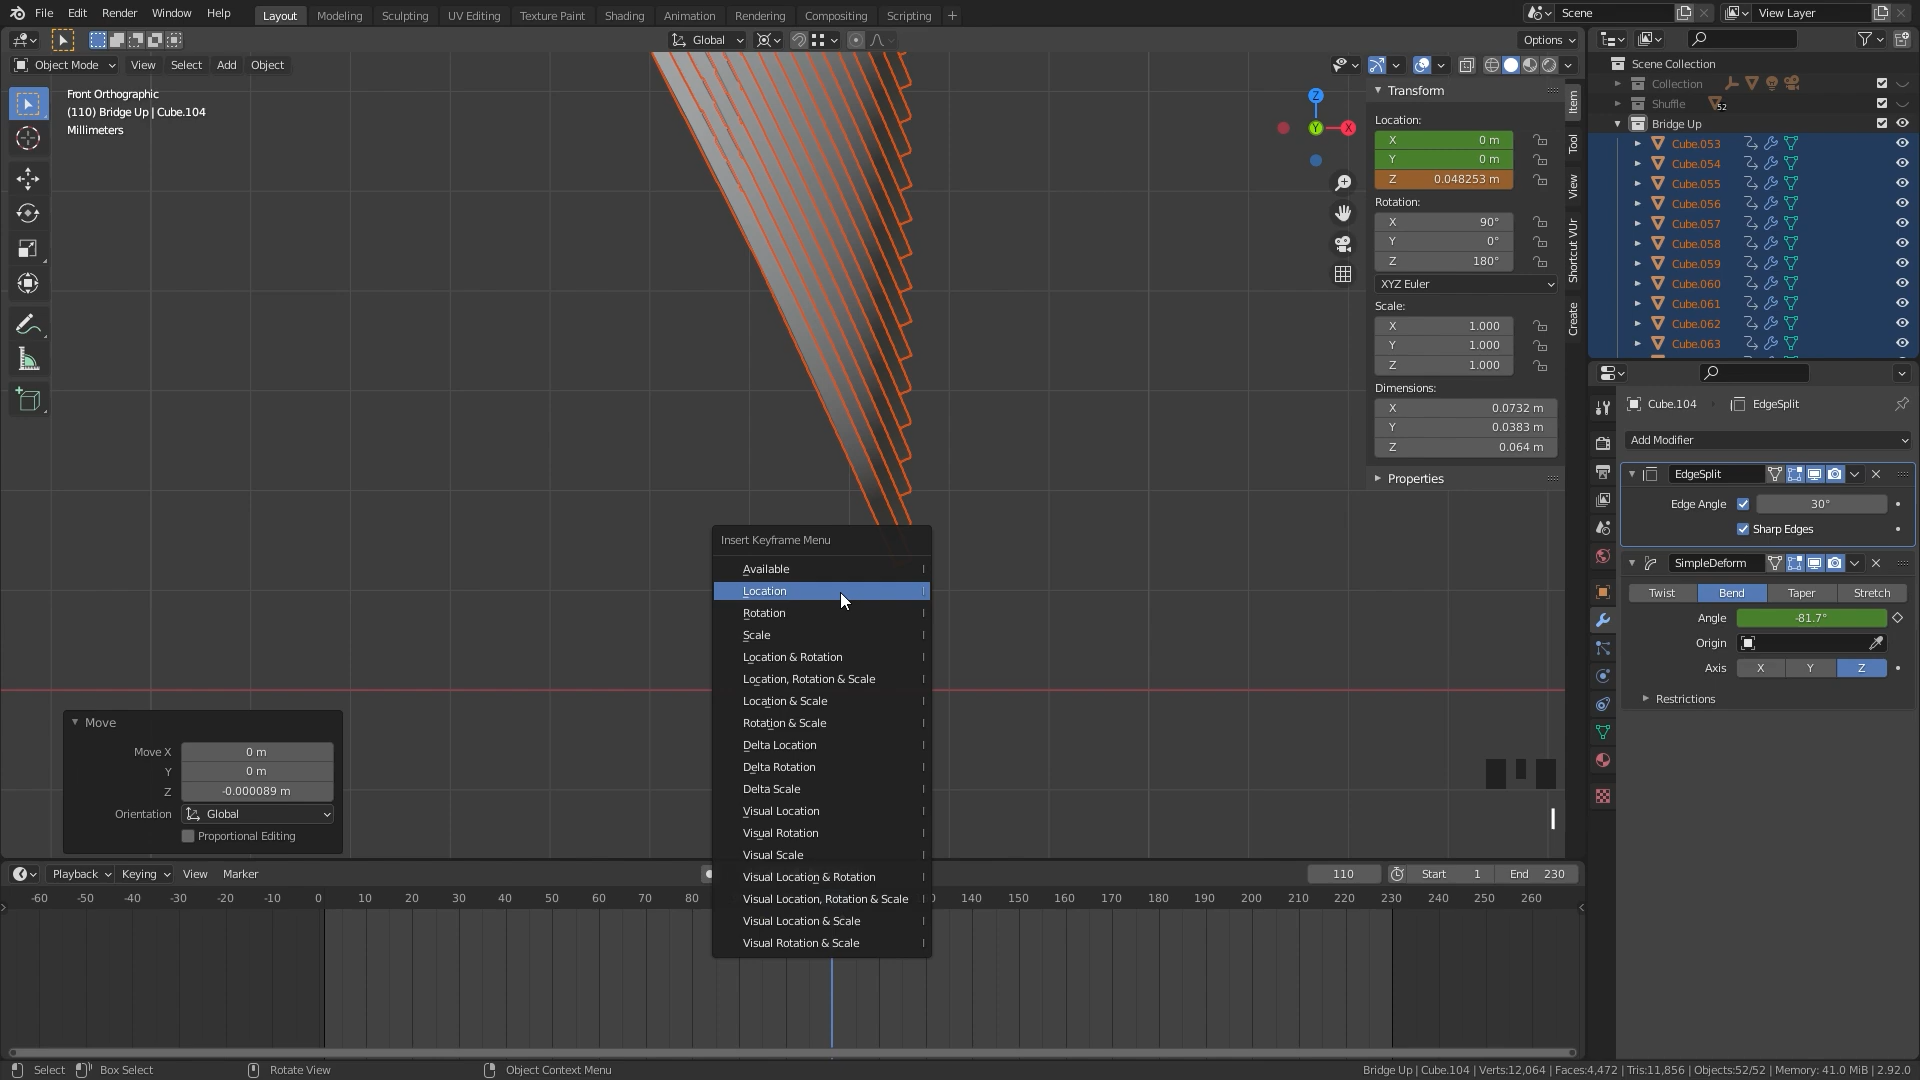 File Edit Render Window Help Layout Modeling Sculpting UV Editing Texture Paint Shading Animation Rendering Compositing Scripting + Scene View Layer
Global Options
Object Mode View Select Add Object
Front Orthographic
(110) Bridge Up | Cube.104
Millimeters
Z
Y
X
Transform
Location:
X 0 m
Y 0 m
Z 0.048253 m
Rotation:
X 90°
Y 0°
Z 180°
XYZ Euler
Scale:
X 1.000
Y 1.000
Z 1.000
Dimensions:
X 0.0732 m
Y 0.0383 m
Z 0.064 m
Properties
Item
Tool
View
Shortcut VUr
Create
Scene Collection
Collection
Shuffle 52
Bridge Up
Cube.053
Cube.054
Cube.055
Cube.056
Cube.057
Cube.058
Cube.059
Cube.060
Cube.061
Cube.062
Cube.063
Cube.104 EdgeSplit
Add Modifier
EdgeSplit
Edge Angle 30°
Sharp Edges
SimpleDeform
Twist Bend Taper Stretch
Angle -81.7°
Origin
Axis X Y Z
Restrictions
Insert Keyframe Menu
Available I
Location I
Rotation I
Scale I
Location & Rotation I
Location, Rotation & Scale I
Location & Scale I
Rotation & Scale I
Delta Location I
Delta Rotation I
Delta Scale I
Visual Location I
Visual Rotation I
Visual Scale I
Visual Location & Rotation I
Visual Location, Rotation & Scale I
Visual Location & Scale I
Visual Rotation & Scale I
Move
Move X 0 m
Y 0 m
Z -0.000089 m
Orientation Global
Proportional Editing
I
Playback Keying View Marker 110 Start 1 End 230
-60 -50 -40 -30 -20 -10 0 10 20 30 40 50 60 70 80 140 150 160 170 180 190 200 210 220 230 240 250 260
Select Box Select Rotate View Object Context Menu Bridge Up | Cube.104 | Verts:12,064 | Faces:4,472 | Tris:11,856 | Objects:52/52 | Memory: 41.0 MiB | 2.92.0